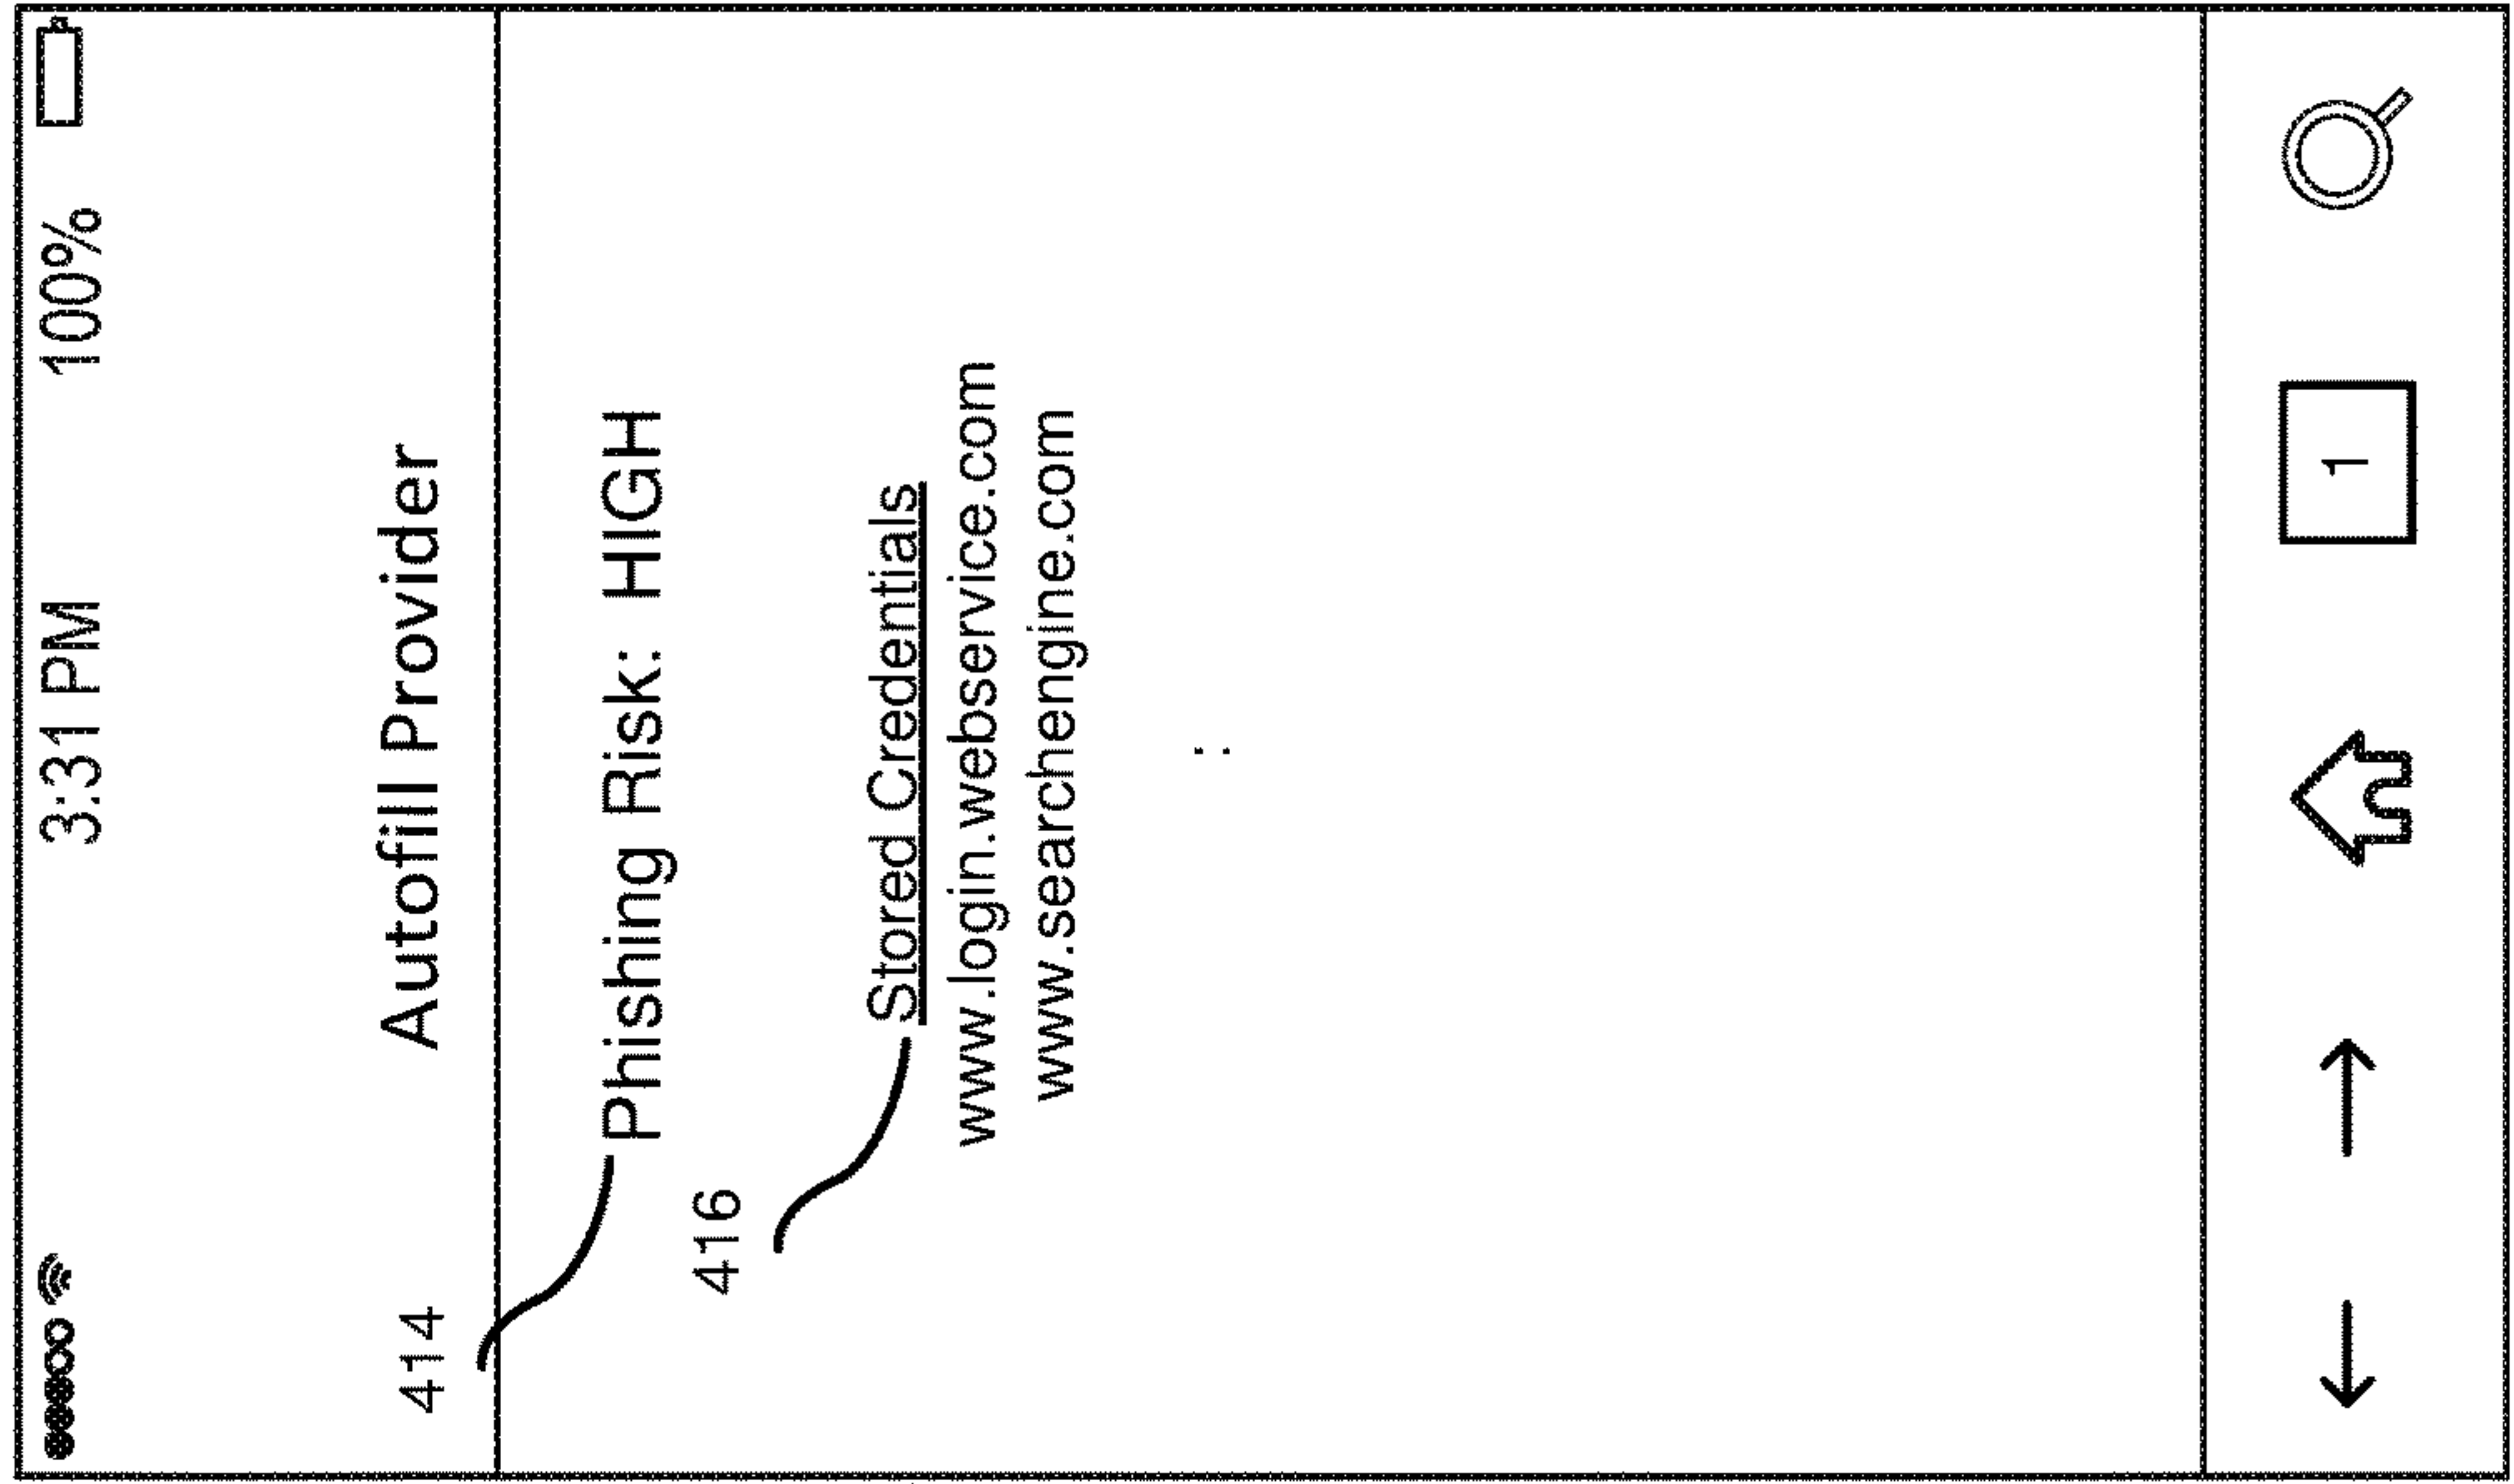 3:31 PM 100%
Autofill Provider
414
Phishing Risk: HIGH
416
Stored Credentials
www.login.webservice.com
www.searchengine.com
:
1